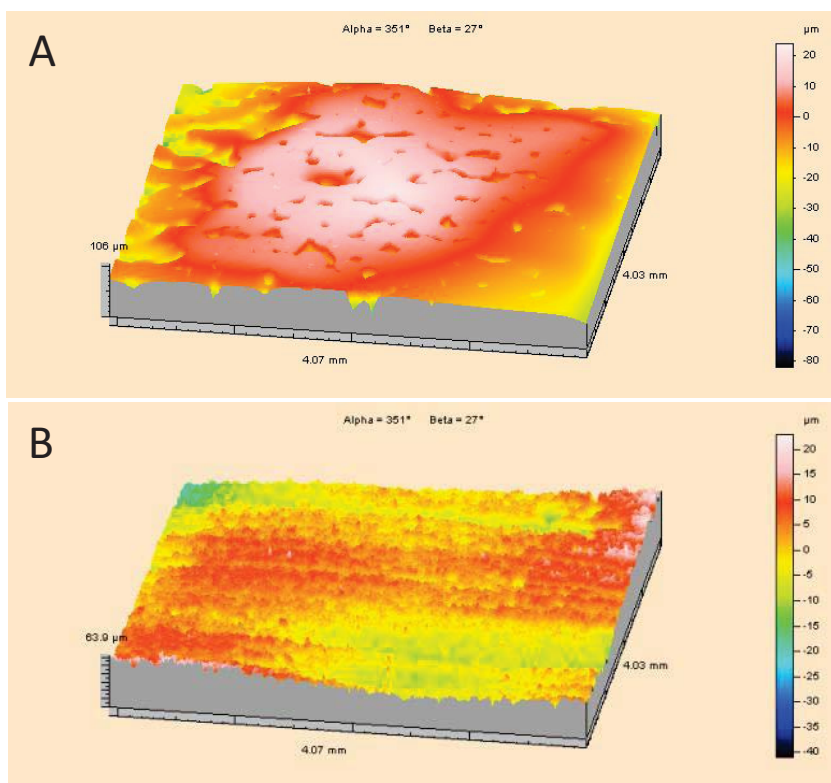 A
Alpha = 351° Beta = 27°
µm
20
10
0
-10
-20
-30
-40
-50
-60
-70
-80
106 µm
4.03 mm
4.07 mm
B
Alpha = 351° Beta = 27°
µm
20
15
10
5
0
-5
-10
-15
-20
-25
-30
-35
-40
63.9 µm
4.03 mm
4.07 mm